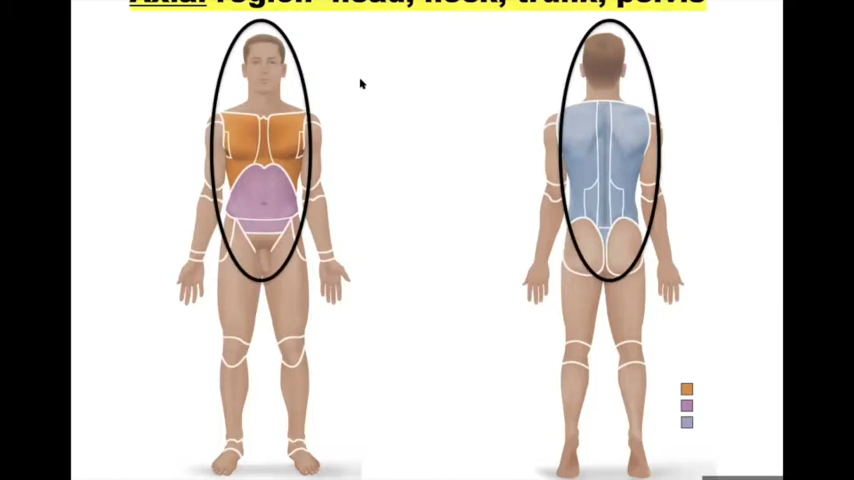 Axial region- head, neck, trunk, pelvis